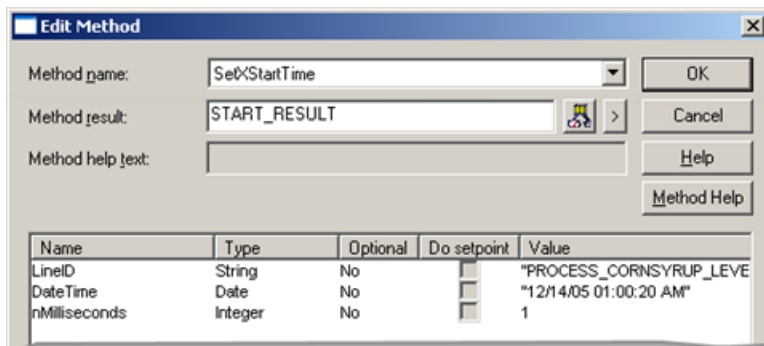 Edit Method
Method name: SetXStartTime OK
Method result: START_RESULT > Cancel
Method help text: Help
Method Help
Name Type Optional Do setpoint Value
LineID String No "PROCESS_CORNSYRUP_LEVE
DateTime Date No "12/14/05 01:00:20 AM"
nMilliseconds Integer No 1